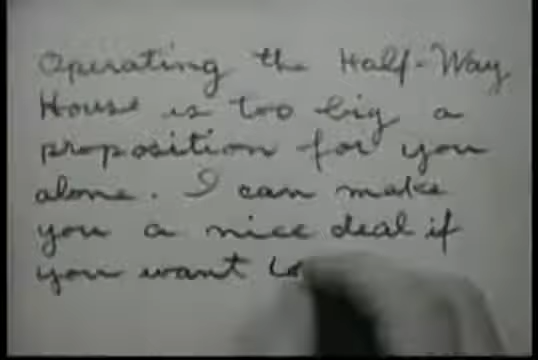 Operating the Half-Way
House is too big a
proposition for you
alone. I can make
you a nice deal if
you want to